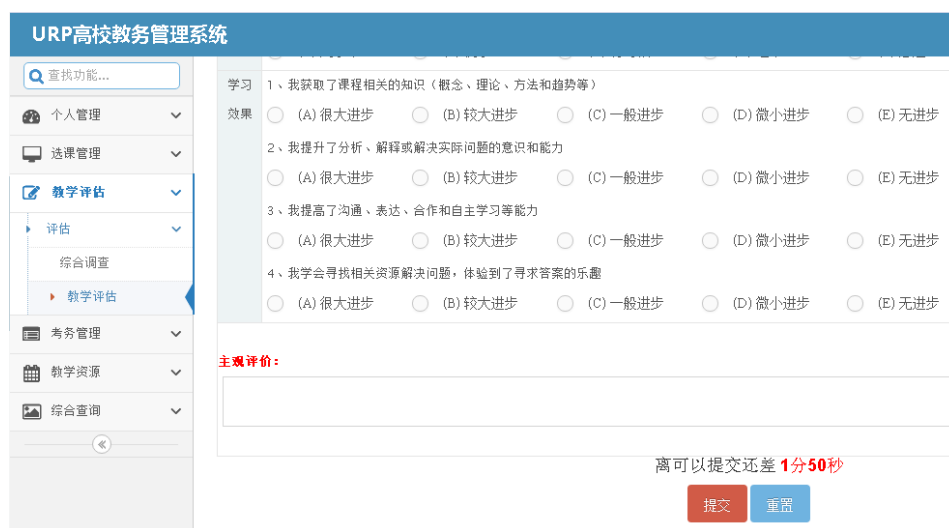 URP高校教务管理系统
查找功能...
个人管理
选课管理
教学评估
评估
综合调查
教学评估
考务管理
教学资源
综合查询
学习
效果
1、我获取了课程相关的知识（概念、理论、方法和趋势等）
(A) 很大进步 (B) 较大进步 (C) 一般进步 (D) 微小进步 (E) 无进步
2、我提升了分析、解释或解决实际问题的意识和能力
(A) 很大进步 (B) 较大进步 (C) 一般进步 (D) 微小进步 (E) 无进步
3、我提高了沟通、表达、合作和自主学习等能力
(A) 很大进步 (B) 较大进步 (C) 一般进步 (D) 微小进步 (E) 无进步
4、我学会寻找相关资源解决问题，体验到了寻求答案的乐趣
(A) 很大进步 (B) 较大进步 (C) 一般进步 (D) 微小进步 (E) 无进步
主观评价：
离可以提交还差 1分50秒
提交 重置